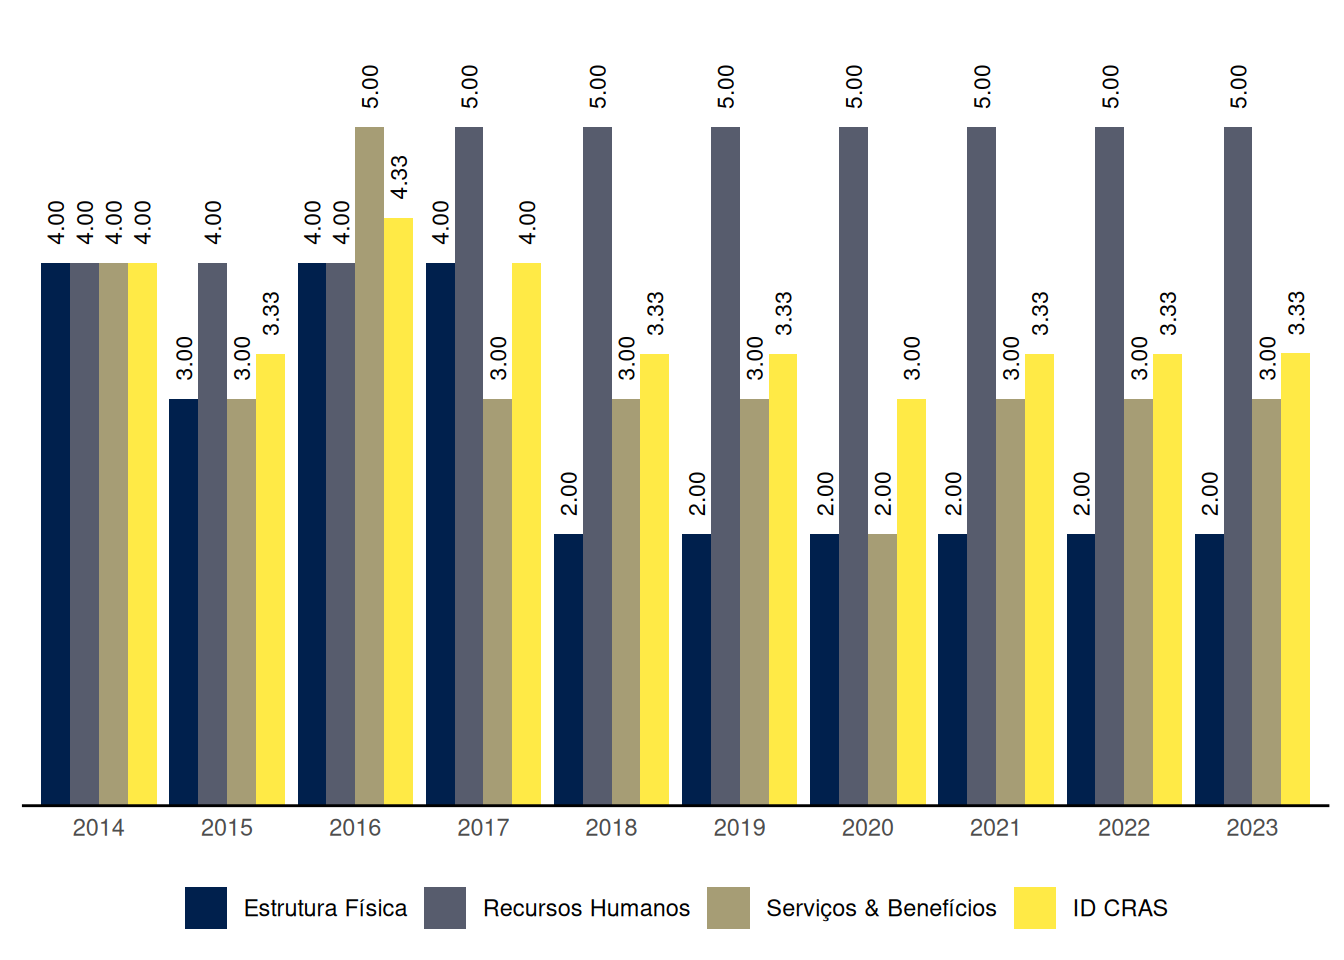 5.00 5.00 5.00 5.00 5.00 5.00 5.00 5.00
4.33
4.00 4.00 4.00 4.00 4.00 4.00 4.00 4.00 4.00
3.33 3.33 3.33 3.33 3.33 3.33
3.00 3.00 3.00 3.00 3.00 3.00 3.00 3.00 3.00
2.00 2.00 2.00 2.00 2.00 2.00 2.00
2014 2015 2016 2017 2018 2019 2020 2021 2022 2023
Estrutura Física Recursos Humanos Serviços & Benefícios ID CRAS